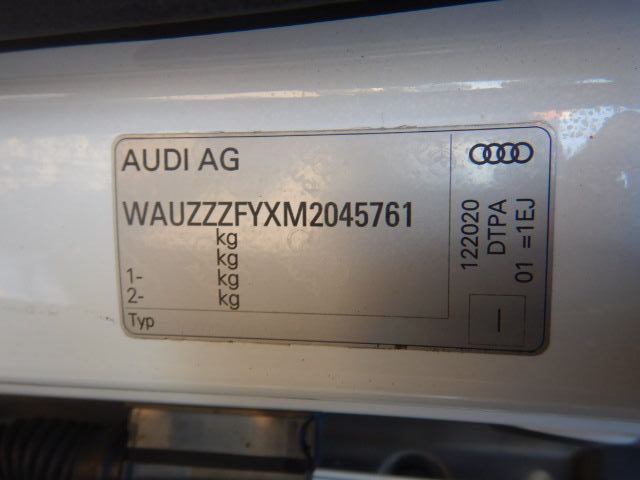 AUDI AG
WAUZZZFYXM2045761
kg
kg
1- kg
2- kg
Typ
122020
DTPA
01 =1EJ